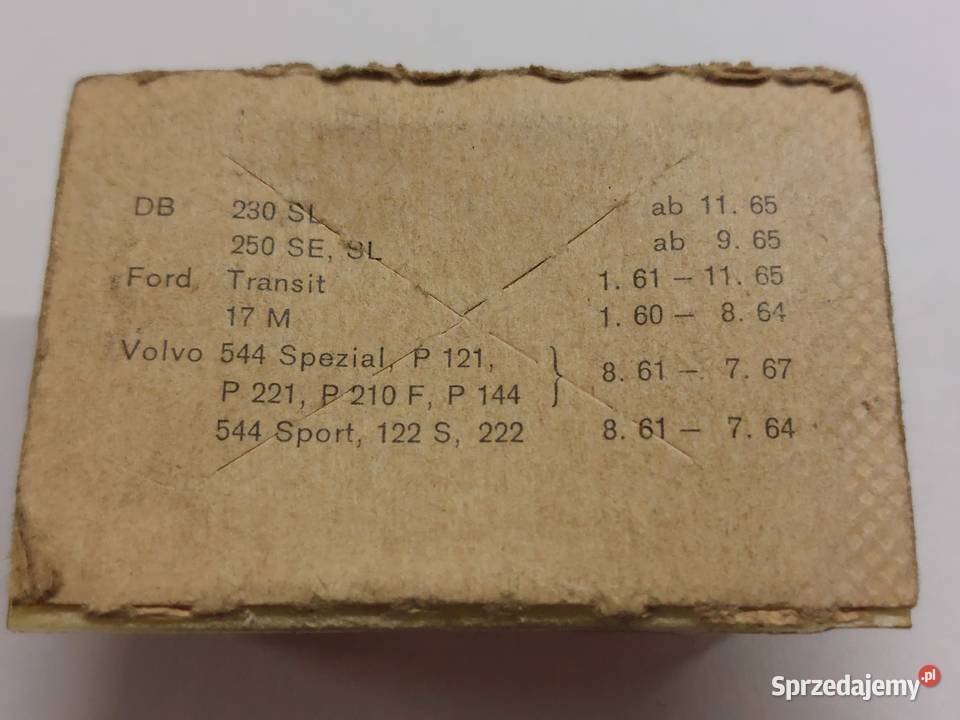 DB 230 SL ab 11. 65
250 SE, SL ab 9. 65
Ford Transit 1. 61 — 11. 65
17 M 1. 60 — 8. 64
Volvo 544 Spezial, P 121,
P 221, P 210 F, P 144 } 8. 61 — 7. 67
544 Sport, 122 S, 222 8. 61 — 7. 64
Sprzedajemy.pl